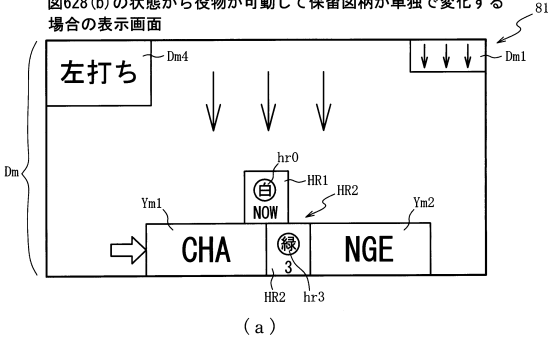 図628(b)の状態から役物が可動して保留図柄が単独で変化する
場合の表示画面
81
左打ち
Dm4
Dm1
Dm
hr0
白
HR1
NOW
HR2
Ym1
Ym2
CHA
緑
NGE
3
HR2
hr3
(a)